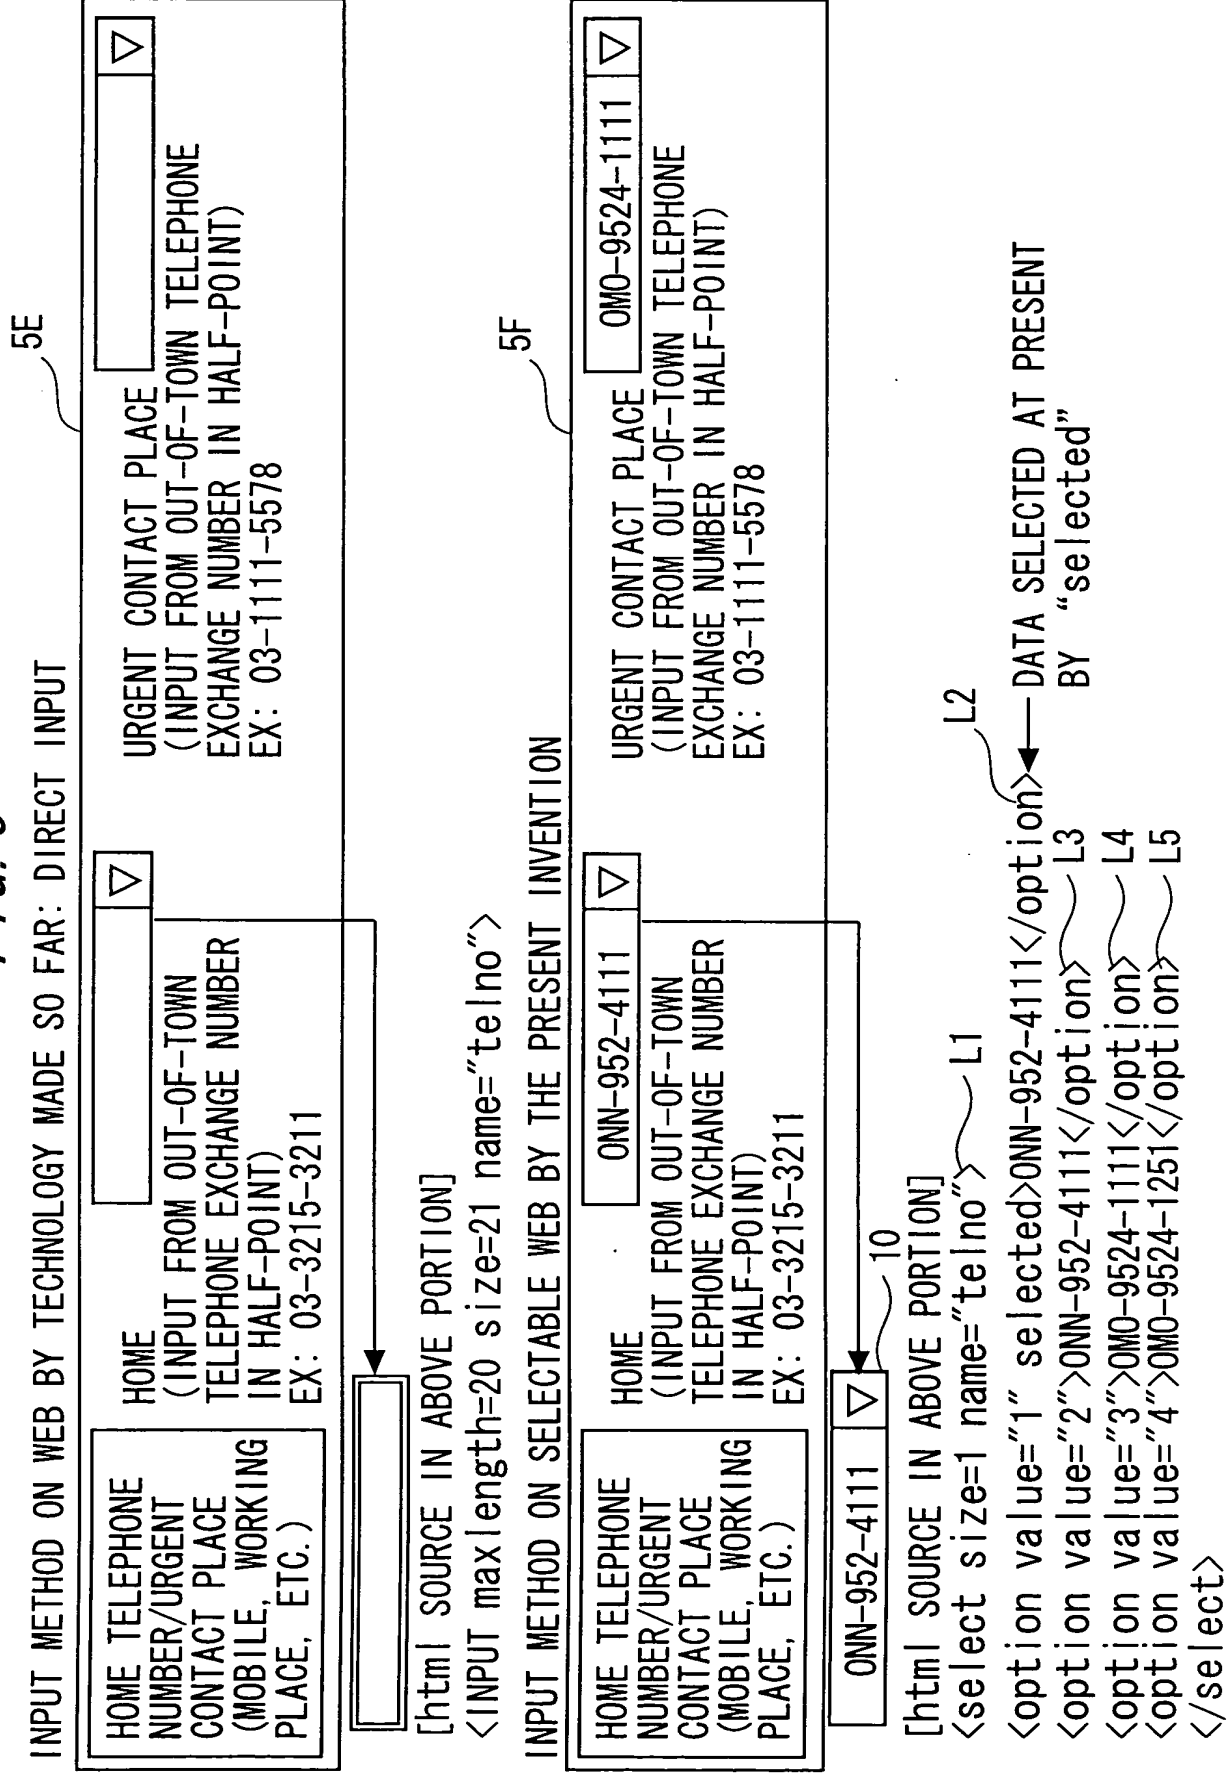 INPUT METHOD ON WEB BY TECHNOLOGY MADE SO FAR: DIRECT INPUT
5E
HOME TELEPHONE
NUMBER/URGENT
CONTACT PLACE
(MOBILE, WORKING
PLACE, ETC.)
HOME
(INPUT FROM OUT-OF-TOWN
TELEPHONE EXCHANGE NUMBER
IN HALF-POINT)
EX: 03-3215-3211
URGENT CONTACT PLACE
(INPUT FROM OUT-OF-TOWN TELEPHONE
EXCHANGE NUMBER IN HALF-POINT)
EX: 03-1111-5578
[html SOURCE IN ABOVE PORTION]
<INPUT maxlength=20 size=21 name="telno">
INPUT METHOD ON SELECTABLE WEB BY THE PRESENT INVENTION
5F
HOME TELEPHONE
NUMBER/URGENT
CONTACT PLACE
(MOBILE, WORKING
PLACE, ETC.)
HOME
0NN-952-4111
(INPUT FROM OUT-OF-TOWN
TELEPHONE EXCHANGE NUMBER
IN HALF-POINT)
EX: 03-3215-3211
URGENT CONTACT PLACE
0M0-9524-1111
(INPUT FROM OUT-OF-TOWN TELEPHONE
EXCHANGE NUMBER IN HALF-POINT)
EX: 03-1111-5578
0NN-952-4111
10
[html SOURCE IN ABOVE PORTION]
<select size=1 name="telno"> L1
<option value="1" selected>0NN-952-4111</option> L2
DATA SELECTED AT PRESENT
BY "selected"
<option value="2">0NN-952-4111</option> L3
<option value="3">0M0-9524-1111</option> L4
<option value="4">0M0-9524-1251</option> L5
</select>